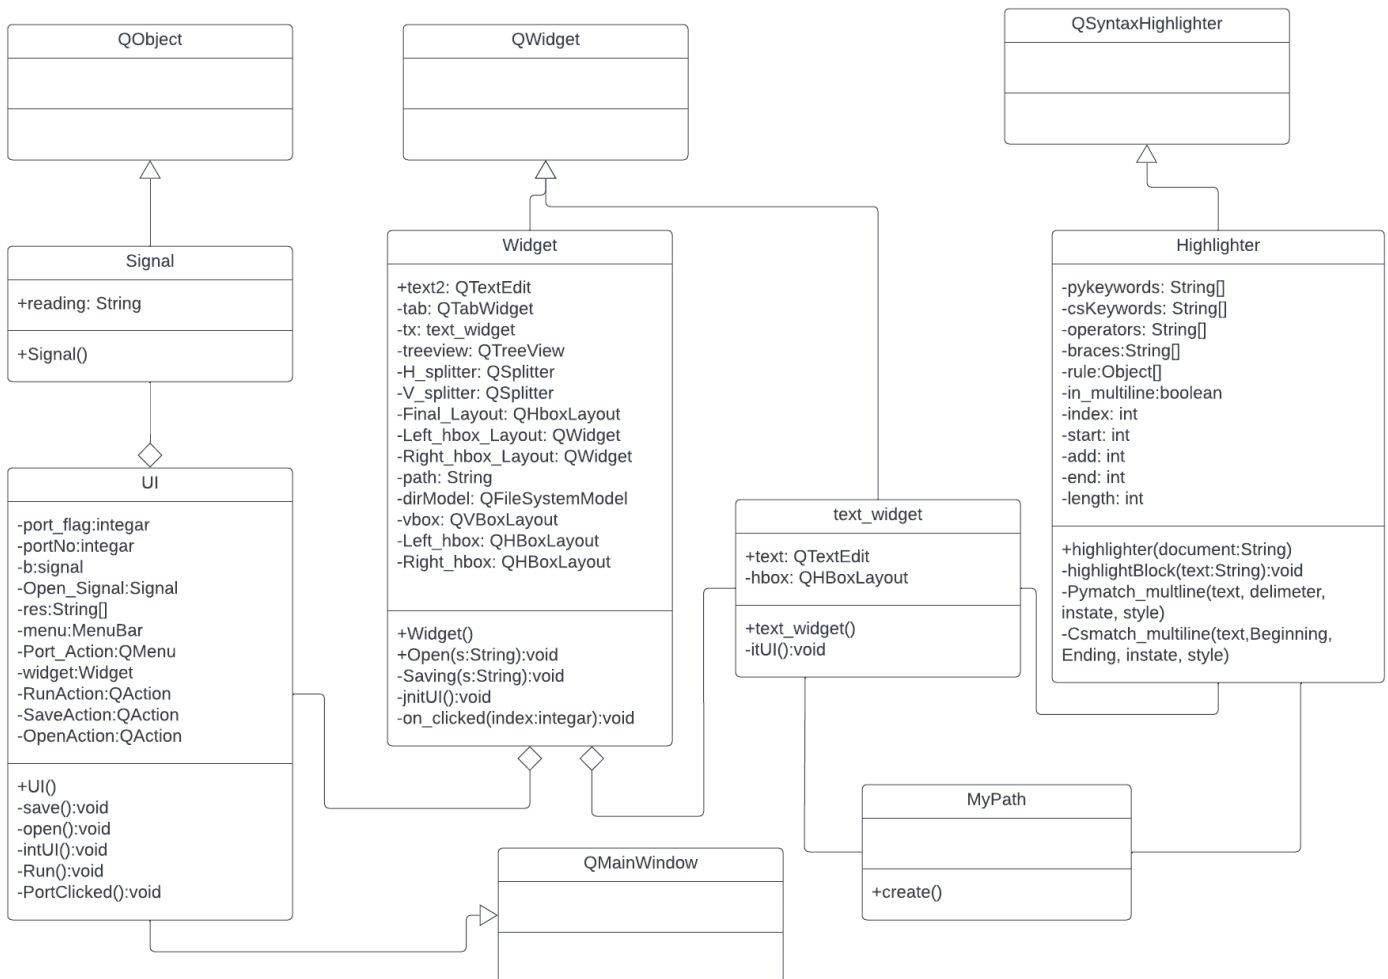 QObject
QWidget
QSyntaxHighlighter
Signal
+reading: String
+Signal()
Widget
+text2: QTextEdit
-tab: QTabWidget
-tx: text_widget
-treeview: QTreeView
-H_splitter: QSplitter
-V_splitter: QSplitter
-Final_Layout: QHboxLayout
-Left_hbox_Layout: QWidget
-Right_hbox_Layout: QWidget
-path: String
-dirModel: QFileSystemModel
-vbox: QVBoxLayout
-Left_hbox: QHBoxLayout
-Right_hbox: QHBoxLayout
+Widget()
+Open(s:String):void
-Saving(s:String):void
-jnitUI():void
-on_clicked(index:integar):void
Highlighter
-pykeywords: String[]
-csKeywords: String[]
-operators: String[]
-braces:String[]
-rule:Object[]
-in_multiline:boolean
-index: int
-start: int
-add: int
-end: int
-length: int
+highlighter(document:String)
-highlightBlock(text:String):void
-Pymatch_multline(text, delimeter,
instate, style)
-Csmatch_multiline(text,Beginning,
Ending, instate, style)
UI
-port_flag:integar
-portNo:integar
-b:signal
-Open_Signal:Signal
-res:String[]
-menu:MenuBar
-Port_Action:QMenu
-widget:Widget
-RunAction:QAction
-SaveAction:QAction
-OpenAction:QAction
+UI()
-save():void
-open():void
-intUI():void
-Run():void
-PortClicked():void
text_widget
+text: QTextEdit
-hbox: QHBoxLayout
+text_widget()
-itUI():void
MyPath
+create()
QMainWindow